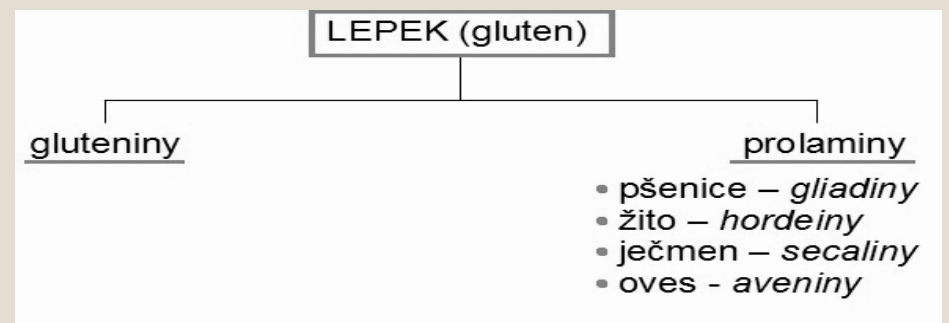 LEPEK (gluten)
gluteniny
prolaminy
• pšenice – gliadiny
• žito – hordeiny
• ječmen – secaliny
• oves - aveniny